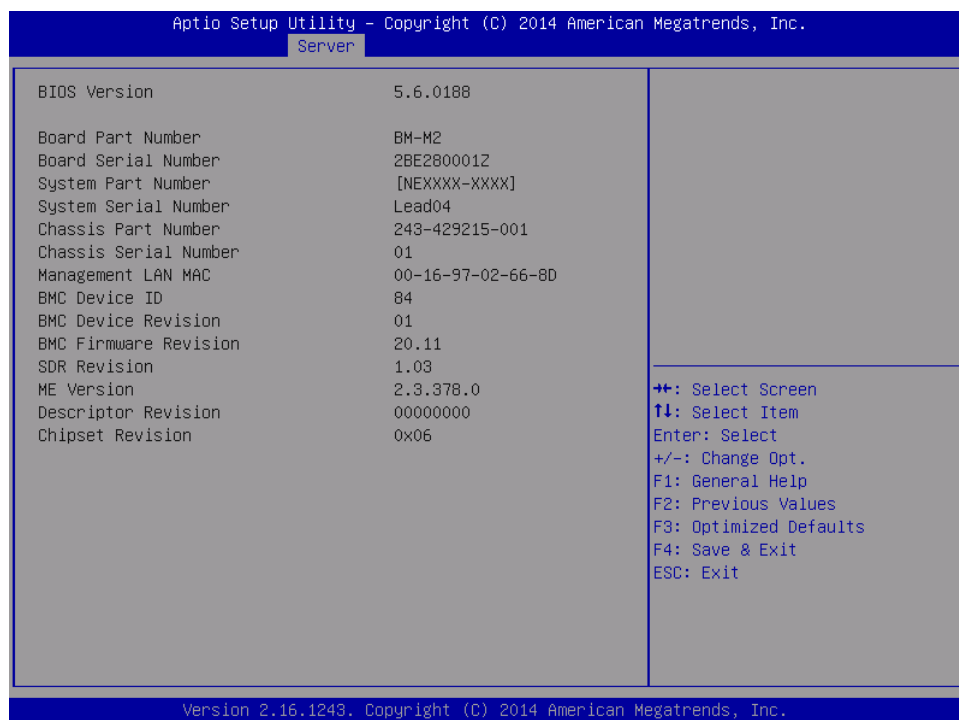 Aptio Setup Utility – Copyright (C) 2014 American Megatrends, Inc.
Server
BIOS Version 5.6.0188
Board Part Number BM-M2
Board Serial Number 2BE280001Z
System Part Number [NEXXXX-XXXX]
System Serial Number Lead04
Chassis Part Number 243-429215-001
Chassis Serial Number 01
Management LAN MAC 00-16-97-02-66-8D
BMC Device ID 84
BMC Device Revision 01
BMC Firmware Revision 20.11
SDR Revision 1.03
ME Version 2.3.378.0
Descriptor Revision 00000000
Chipset Revision 0x06
→←: Select Screen
↑↓: Select Item
Enter: Select
+/-: Change Opt.
F1: General Help
F2: Previous Values
F3: Optimized Defaults
F4: Save & Exit
ESC: Exit
Version 2.16.1243. Copyright (C) 2014 American Megatrends, Inc.